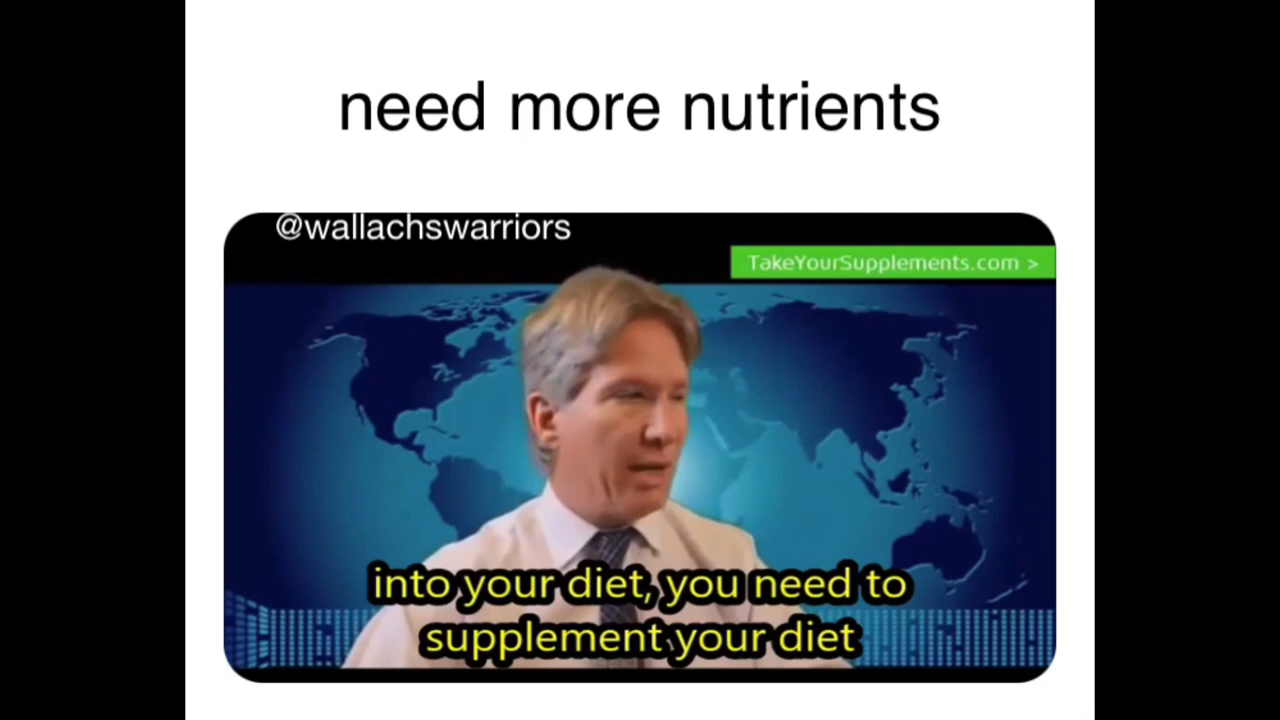 need more nutrients
@wallachswarriors
TakeYourSupplements.com >
into your diet, you need to
supplement your diet